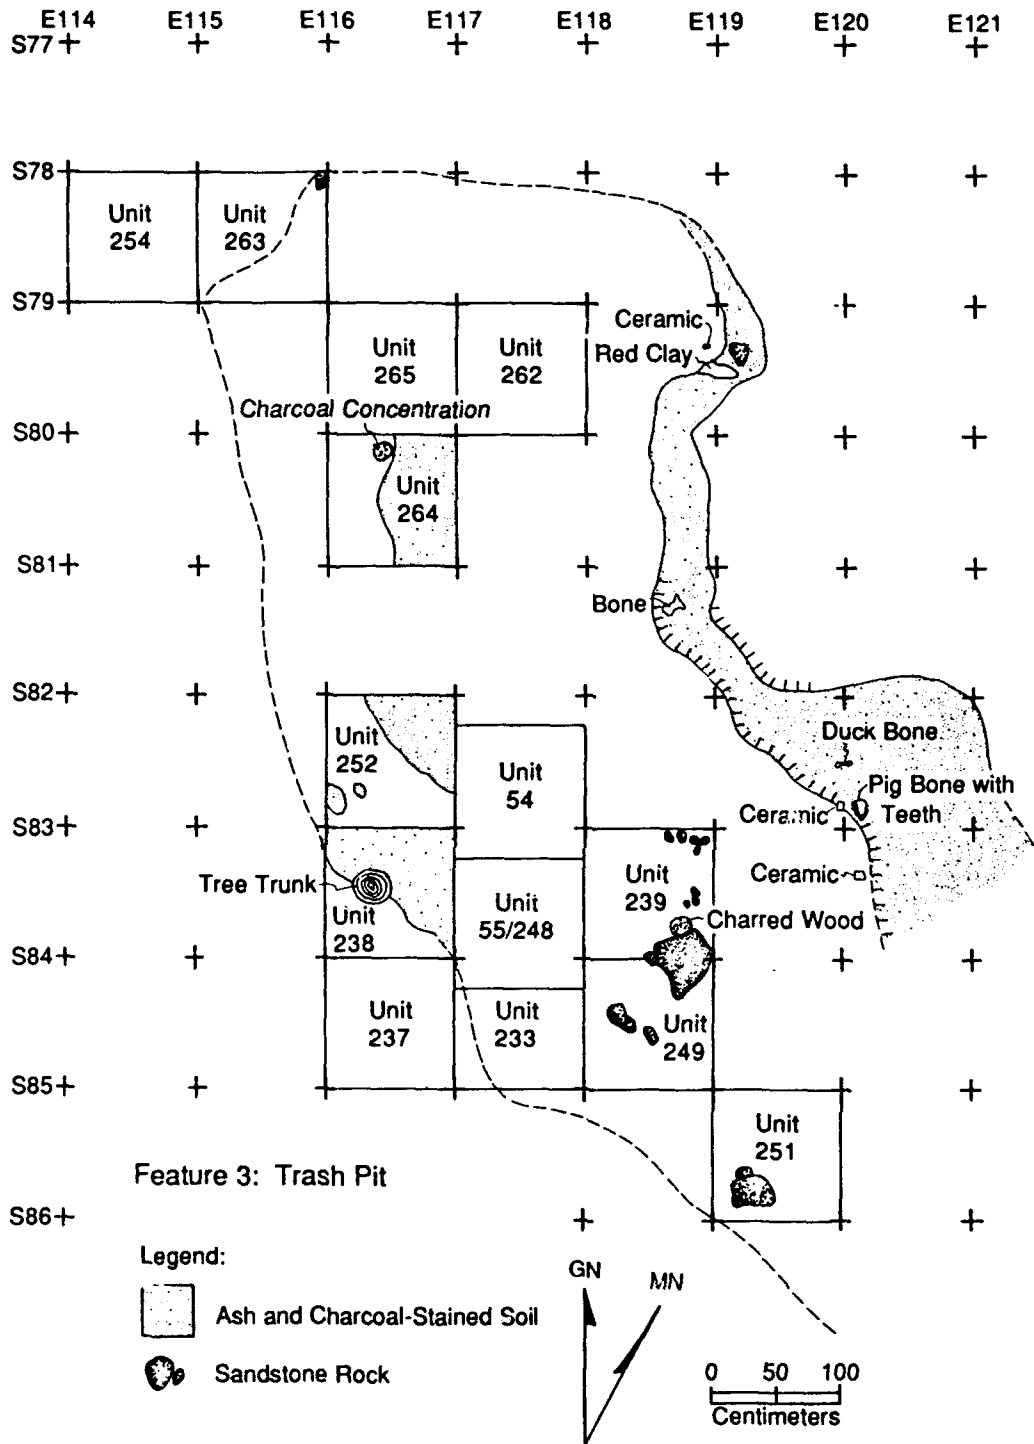 E114 E115 E116 E117 E118 E119 E120 E121
S77
S78
Unit
254
Unit
263
S79
Ceramic
Red Clay
Unit
265
Unit
262
Charcoal Concentration
S80
Unit
264
S81
Bone
S82
Duck Bone
Unit
252
Unit
54
Pig Bone with
Teeth
Ceramic
S83
Tree Trunk
Unit
238
Unit
55/248
Unit
239
Ceramic
Charred Wood
S84
Unit
237
Unit
233
Unit
249
S85
Unit
251
Feature 3: Trash Pit
S86
Legend:
Ash and Charcoal-Stained Soil
Sandstone Rock
GN
MN
0 50 100
Centimeters